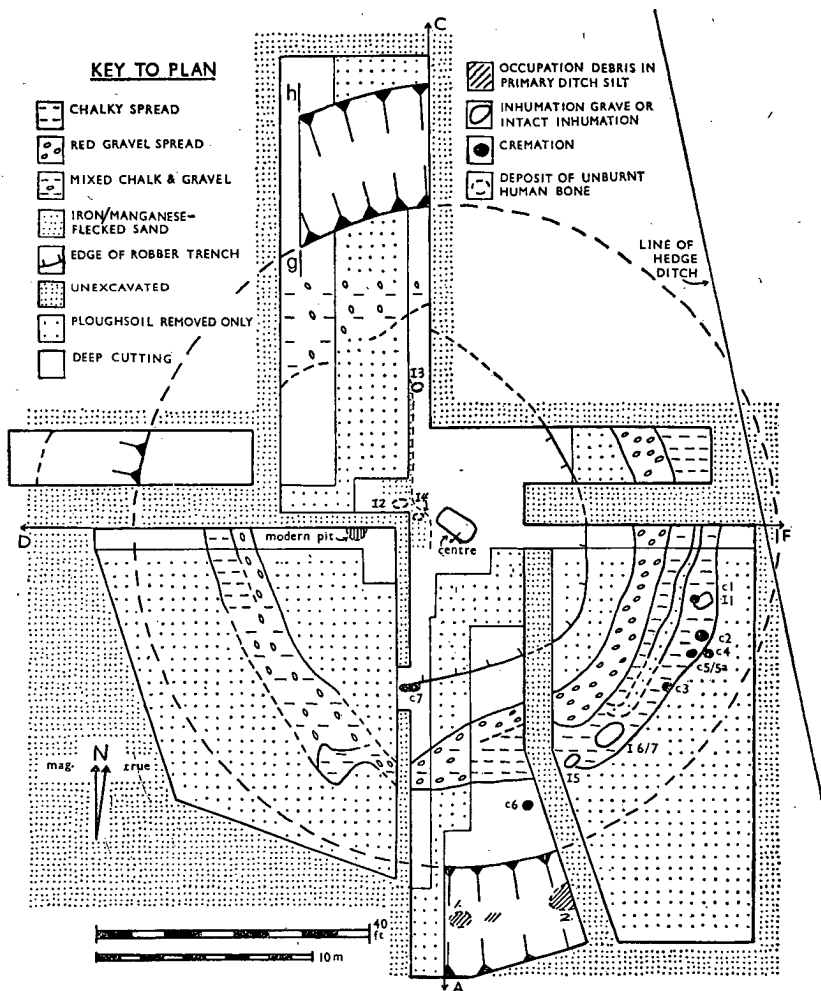 KEY TO PLAN
CHALKY SPREAD
RED GRAVEL SPREAD
MIXED CHALK & GRAVEL
IRON/MANGANESE-
FLECKED SAND
EDGE OF ROBBER TRENCH
UNEXCAVATED
PLOUGHSOIL REMOVED ONLY
DEEP CUTTING
C
h
g
OCCUPATION DEBRIS IN
PRIMARY DITCH SILT
INHUMATION GRAVE OR
INTACT INHUMATION
CREMATION
DEPOSIT OF UNBURNT
HUMAN BONE
LINE OF
HEDGE
DITCH
I3
I2
I4
D
modern pit
centre
F
c1
I1
c2
c4
c5/5a
c3
c7
I6/7
I5
c6
mag.
N
true
40
ft
10 m
A